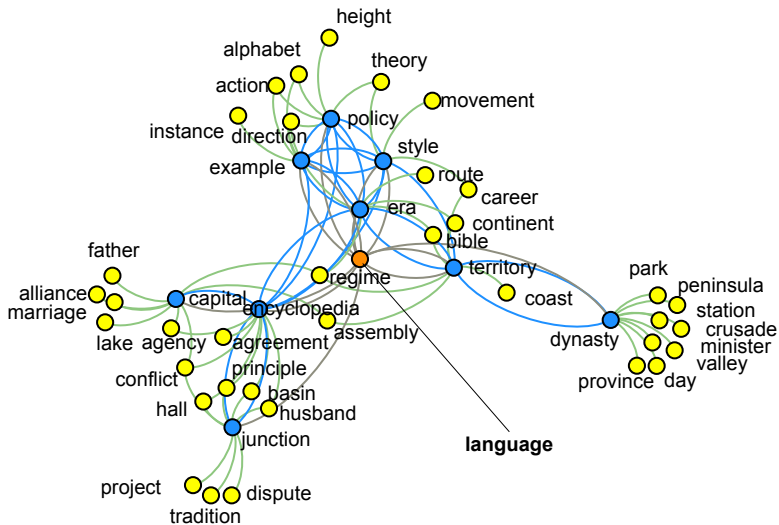 height
alphabet
theory
action
movement
policy
instance
direction
style
example
route
career
era
continent
bible
father
regime
territory
park
peninsula
alliance
capital
coast
station
marriage
encyclopedia
crusade
lake
agency
agreement
assembly
dynasty
minister
valley
conflict
principle
province
day
basin
hall
husband
junction
language
project
dispute
tradition